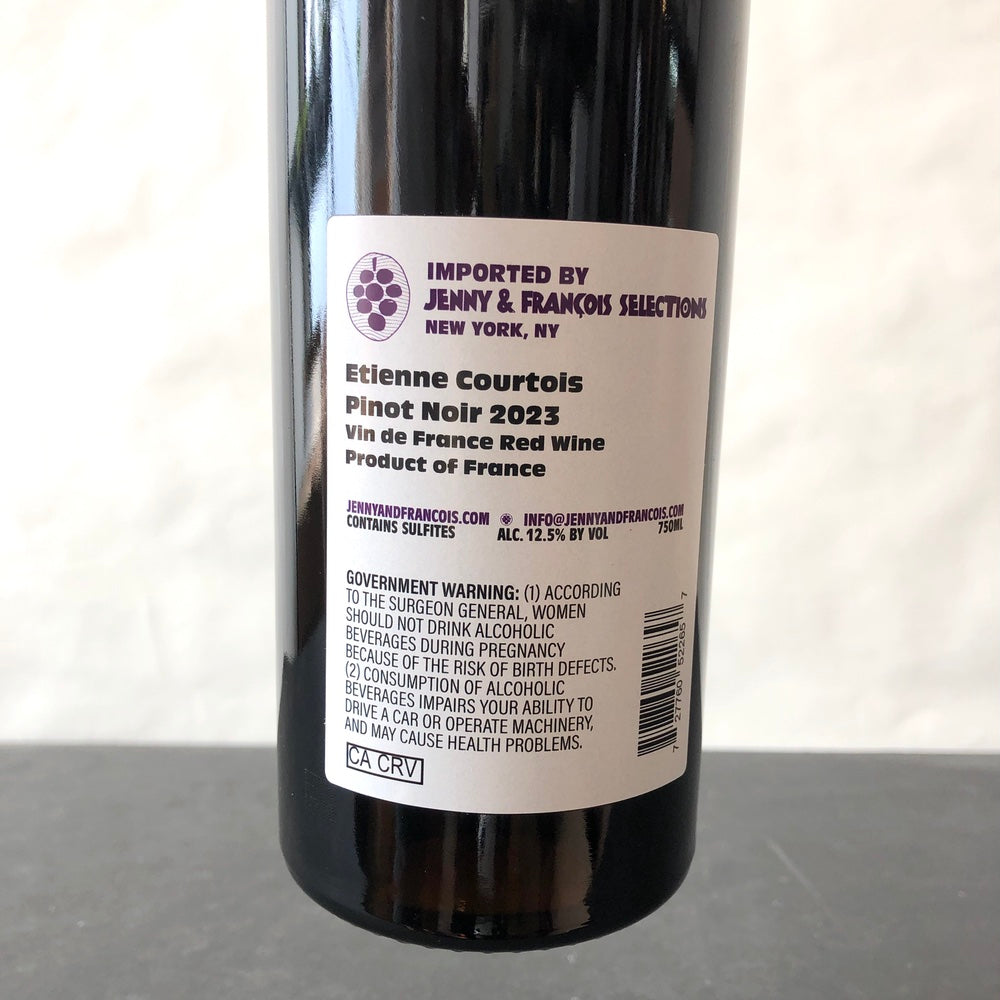 IMPORTED BY
JENNY & FRANÇOIS SELECTIONS
NEW YORK, NY
Etienne Courtois
Pinot Noir 2023
Vin de France Red Wine
Product of France
JENNYANDFRANCOIS.COM INFO@JENNYANDFRANCOIS.COM
CONTAINS SULFITES ALC. 12.5% BY VOL 750ML
GOVERNMENT WARNING: (1) ACCORDING
TO THE SURGEON GENERAL, WOMEN
SHOULD NOT DRINK ALCOHOLIC
BEVERAGES DURING PREGNANCY
BECAUSE OF THE RISK OF BIRTH DEFECTS.
(2) CONSUMPTION OF ALCOHOLIC
BEVERAGES IMPAIRS YOUR ABILITY TO
DRIVE A CAR OR OPERATE MACHINERY,
AND MAY CAUSE HEALTH PROBLEMS.
CA CRV
7 27760 52265 7